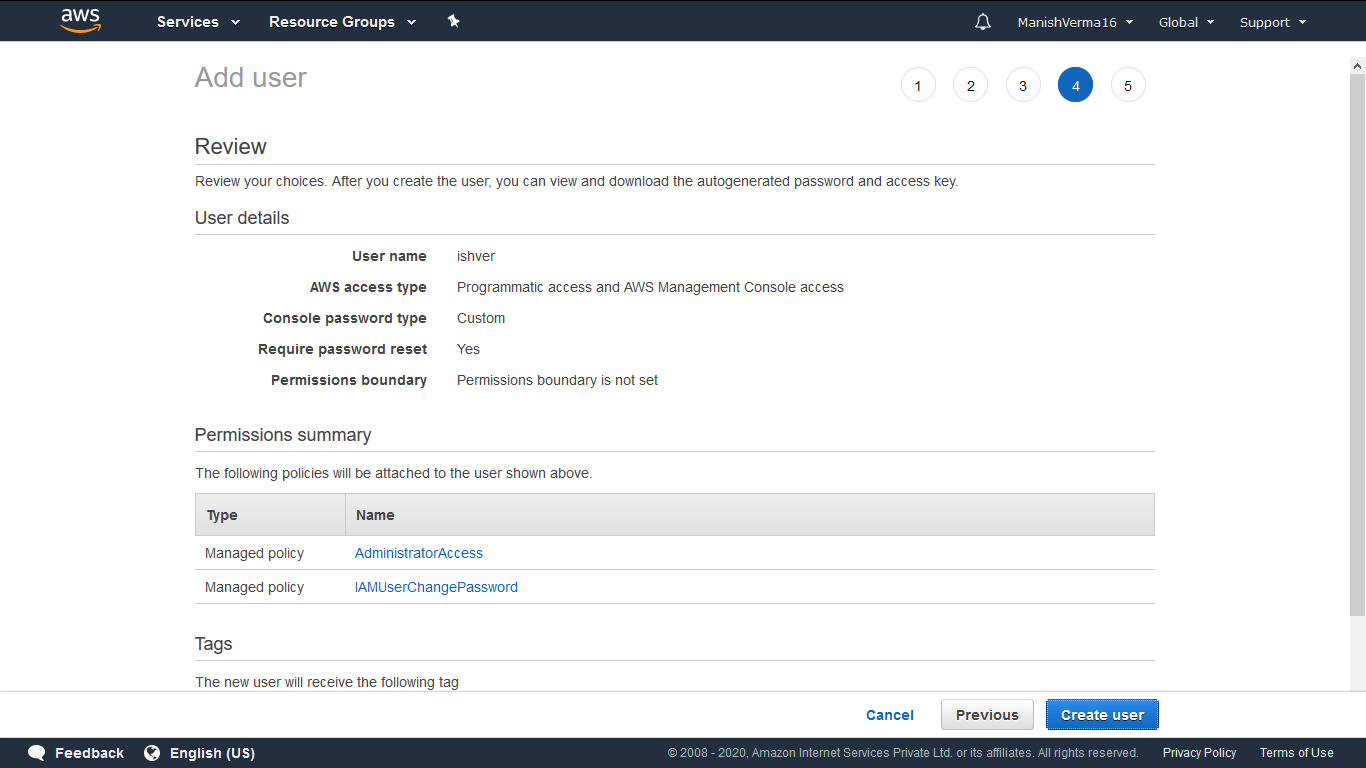 aws Services Resource Groups ManishVerma16 Global Support
Add user 1 2 3 4 5
Review
Review your choices. After you create the user, you can view and download the autogenerated password and access key.
User details
User name ishver
AWS access type Programmatic access and AWS Management Console access
Console password type Custom
Require password reset Yes
Permissions boundary Permissions boundary is not set
Permissions summary
The following policies will be attached to the user shown above.
Type Name
Managed policy AdministratorAccess
Managed policy IAMUserChangePassword
Tags
The new user will receive the following tag
Cancel Previous Create user
Feedback English (US) © 2008 - 2020, Amazon Internet Services Private Ltd. or its affiliates. All rights reserved. Privacy Policy Terms of Use